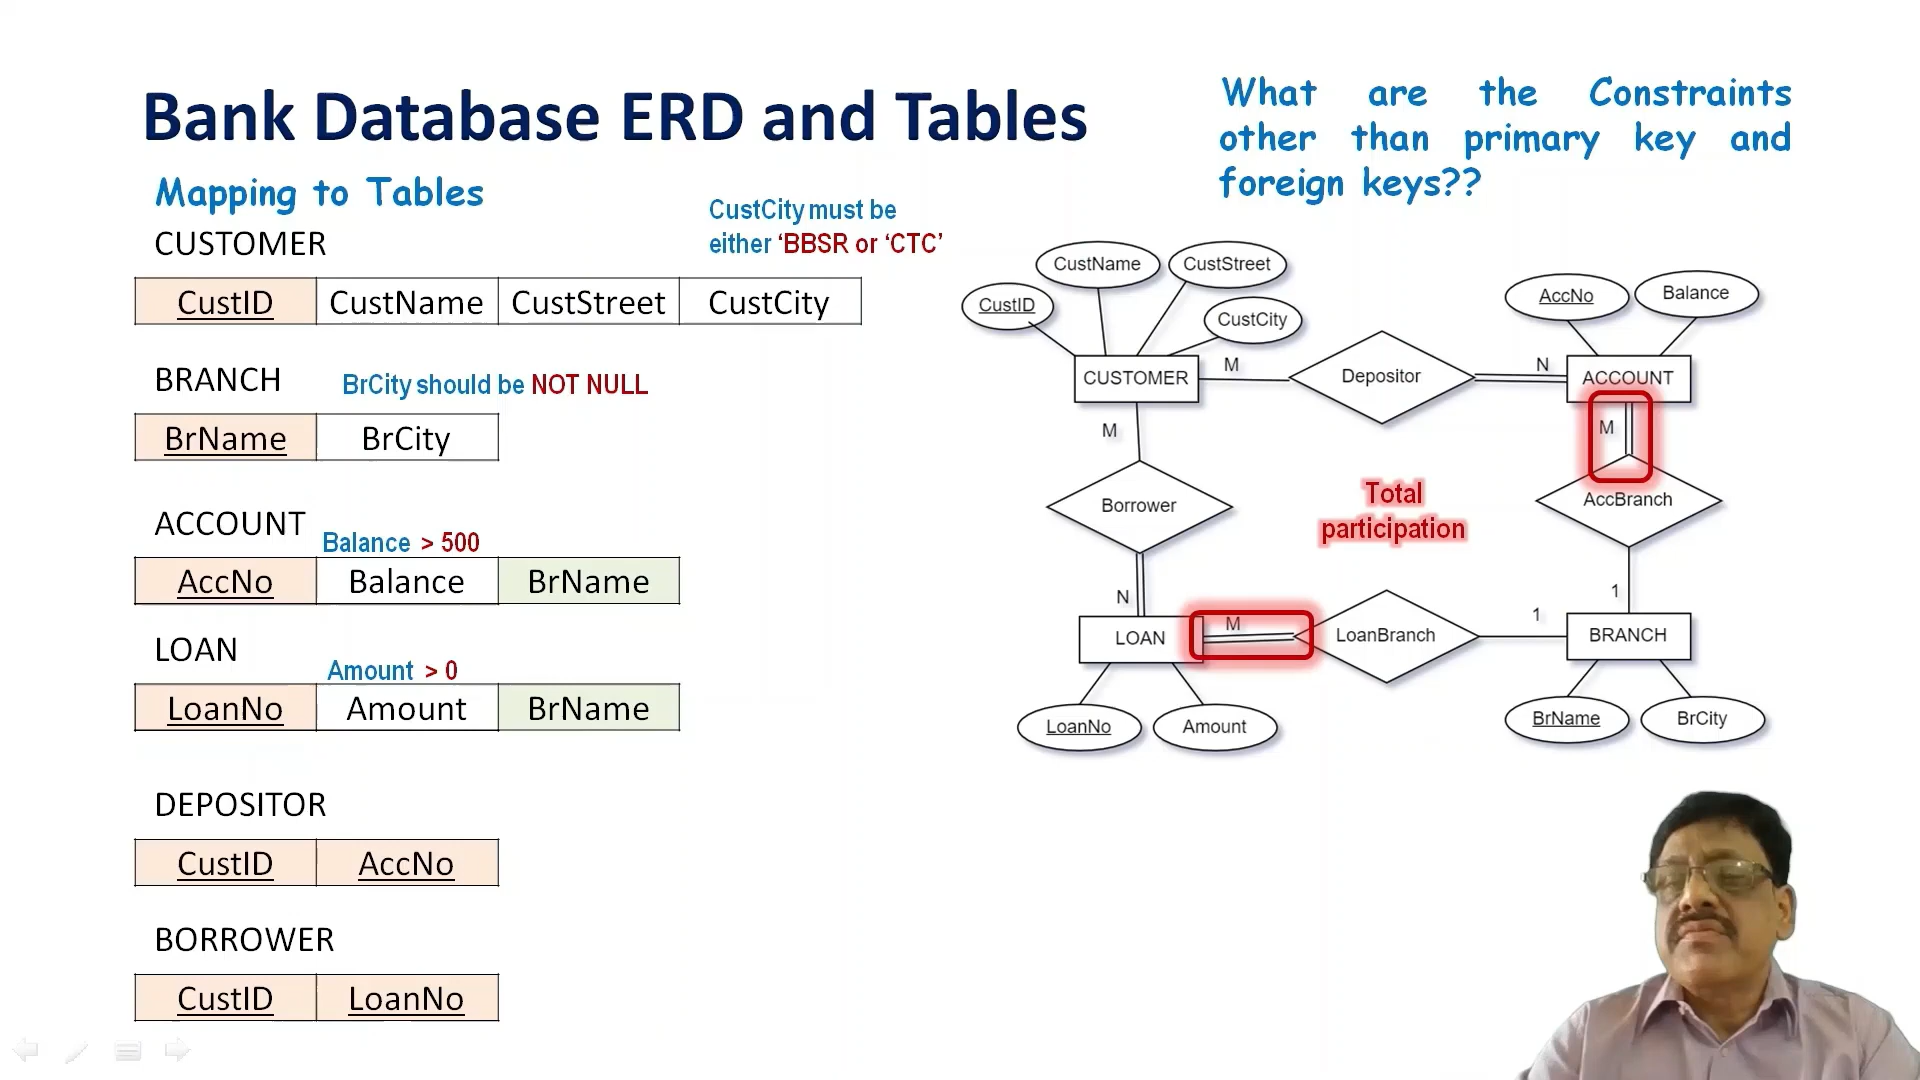 Bank Database ERD and Tables
What are the Constraints
other than primary key and
foreign keys??
Mapping to Tables
CUSTOMER
CustCity must be
either ‘BBSR or ‘CTC’
CustID CustName CustStreet CustCity
BRANCH
BrCity should be NOT NULL
BrName BrCity
ACCOUNT
Balance > 500
AccNo Balance BrName
LOAN
Amount > 0
LoanNo Amount BrName
DEPOSITOR
CustID AccNo
BORROWER
CustID LoanNo
CustName CustStreet
CustID
CustCity
AccNo Balance
CUSTOMER M Depositor N ACCOUNT
M M
Borrower
Total
participation
AccBranch
N 1
LOAN M LoanBranch 1 BRANCH
LoanNo Amount
BrName BrCity